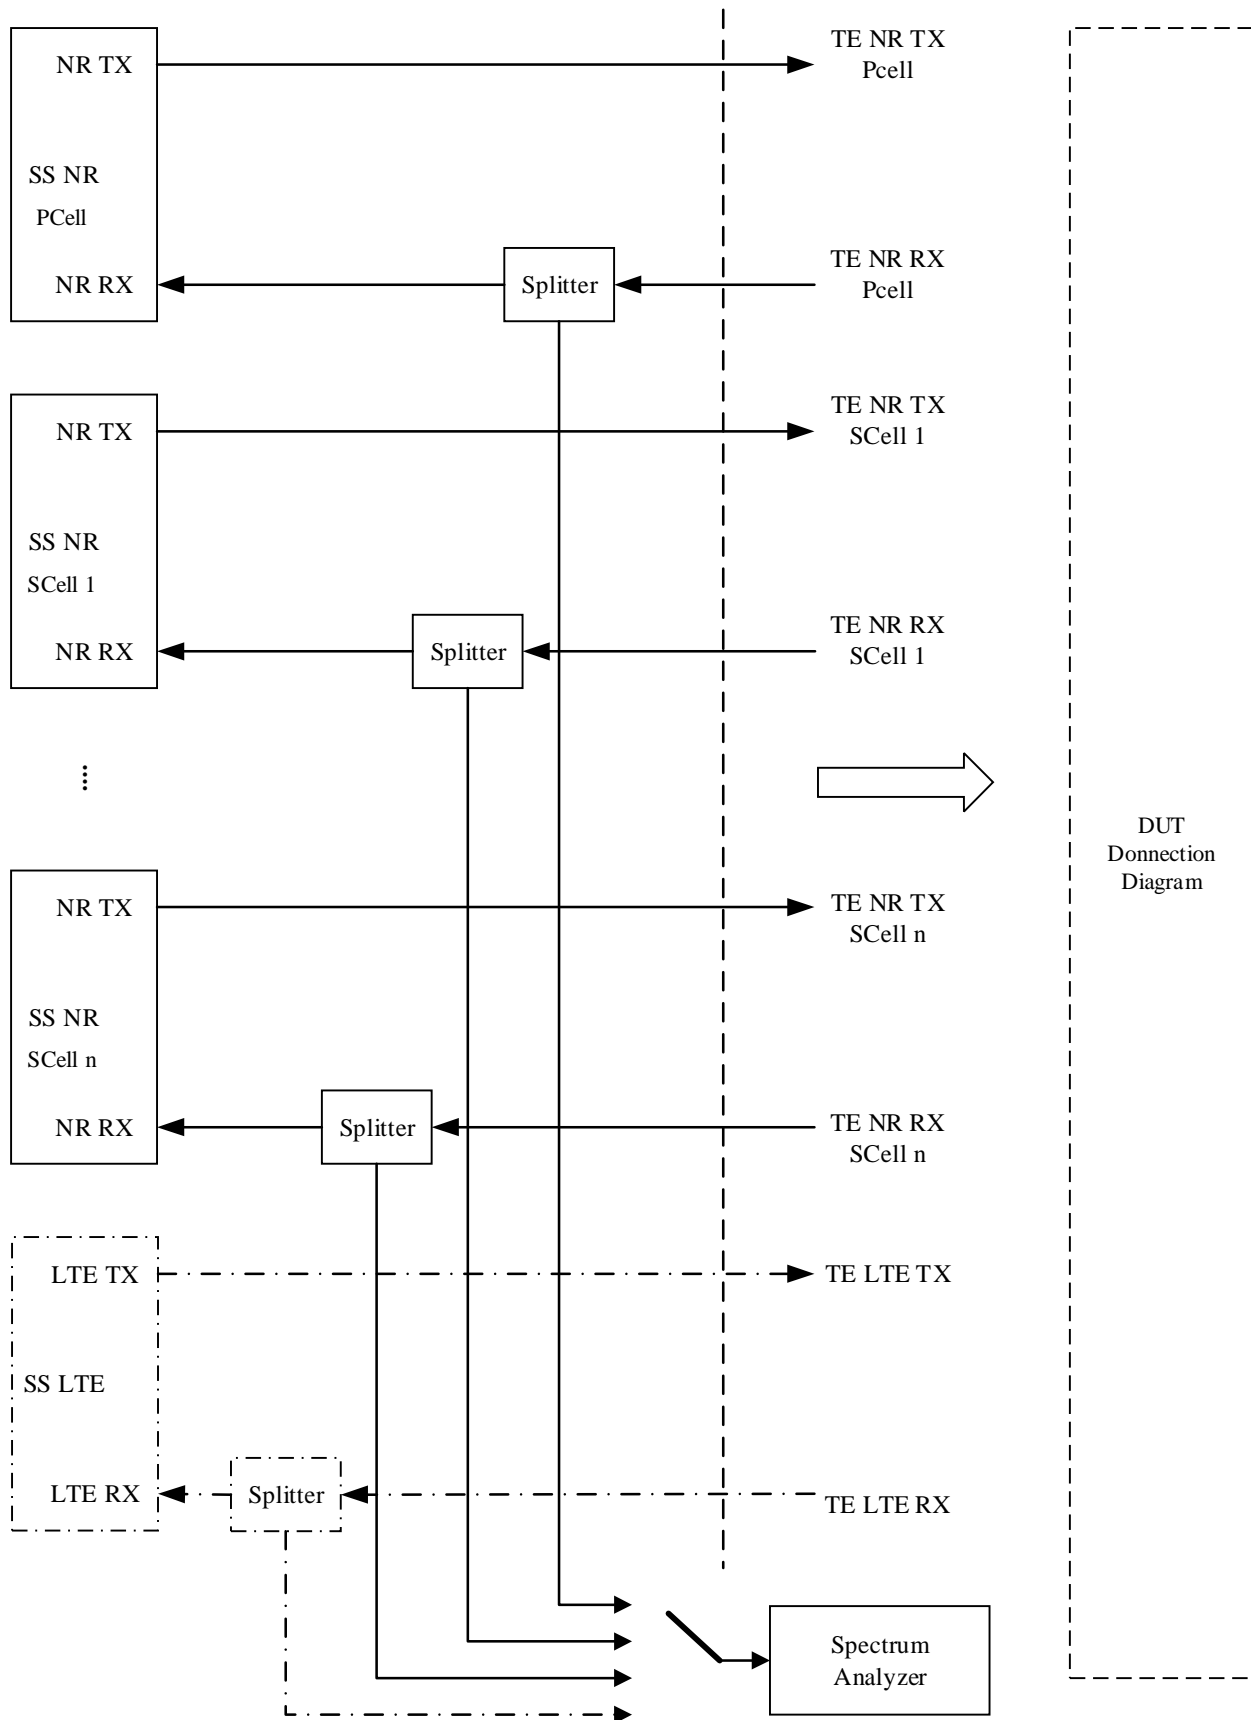 NR TX
SS NR
PCell
NR RX
Splitter
TE NR TX
Pcell
TE NR RX
Pcell
NR TX
SS NR
SCell 1
NR RX
Splitter
TE NR TX
SCell 1
TE NR RX
SCell 1
DUT
Donnection
Diagram
NR TX
SS NR
SCell n
NR RX
Splitter
TE NR TX
SCell n
TE NR RX
SCell n
LTE TX
SS LTE
LTE RX
Splitter
TE LTE TX
TE LTE RX
Spectrum
Analyzer